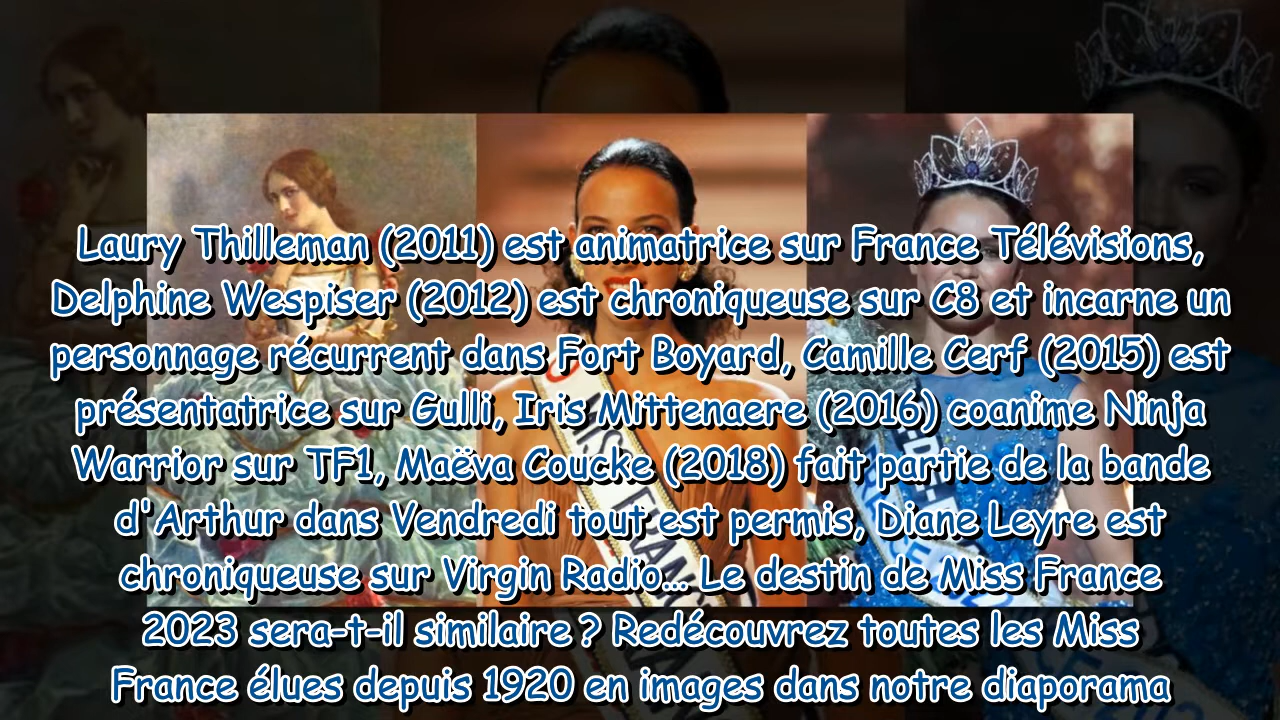 Laury Thilleman (2011) est animatrice sur France Télévisions,
Delphine Wespiser (2012) est chroniqueuse sur C8 et incarne un
personnage récurrent dans Fort Boyard, Camille Cerf (2015) est
présentatrice sur Gulli, Iris Mittenaere (2016) coanime Ninja
Warrior sur TF1, Maëva Coucke (2018) fait partie de la bande
d'Arthur dans Vendredi tout est permis, Diane Leyre est
chroniqueuse sur Virgin Radio... Le destin de Miss France
2023 sera-t-il similaire ? Redécouvrez toutes les Miss
France élues depuis 1920 en images dans notre diaporama